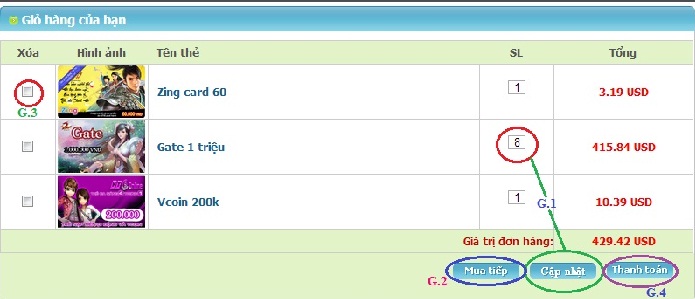 Giỏ hàng của bạn
Xóa Hình ảnh Tên thẻ SL Tổng
G.3 Zing card 60 1 3.19 USD
Gate Gate 1 triệu 8 415.84 USD
G.1
200.000 Vcoin 200k 1 10.39 USD
Giá trị đơn hàng: 429.42 USD
G.2 Mua tiếp Cập nhật Thanh toán G.4